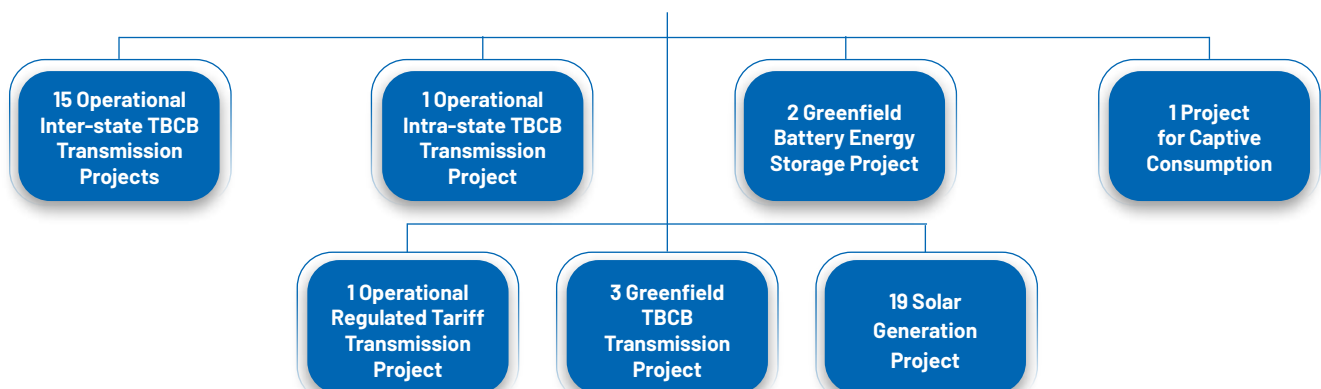 15 Operational
Inter-state TBCB
Transmission
Projects
1 Operational
Intra-state TBCB
Transmission
Project
2 Greenfield
Battery Energy
Storage Project
1 Project
for Captive
Consumption
1 Operational
Regulated Tariff
Transmission
Project
3 Greenfield
TBCB
Transmission
Project
19 Solar
Generation
Project